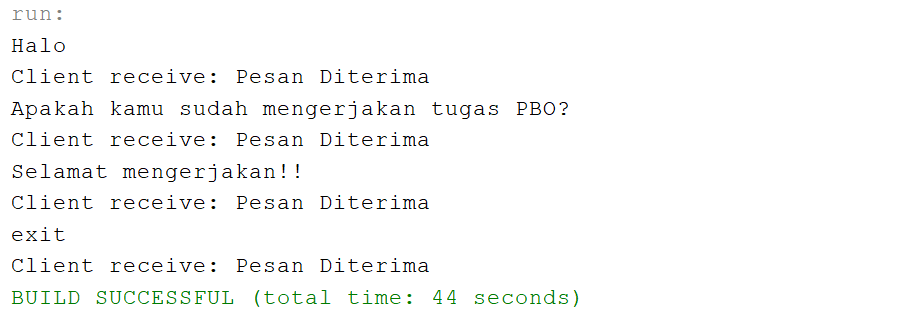 run:
Halo
Client receive: Pesan Diterima
Apakah kamu sudah mengerjakan tugas PBO?
Client receive: Pesan Diterima
Selamat mengerjakan!!
Client receive: Pesan Diterima
exit
Client receive: Pesan Diterima
BUILD SUCCESSFUL (total time: 44 seconds)